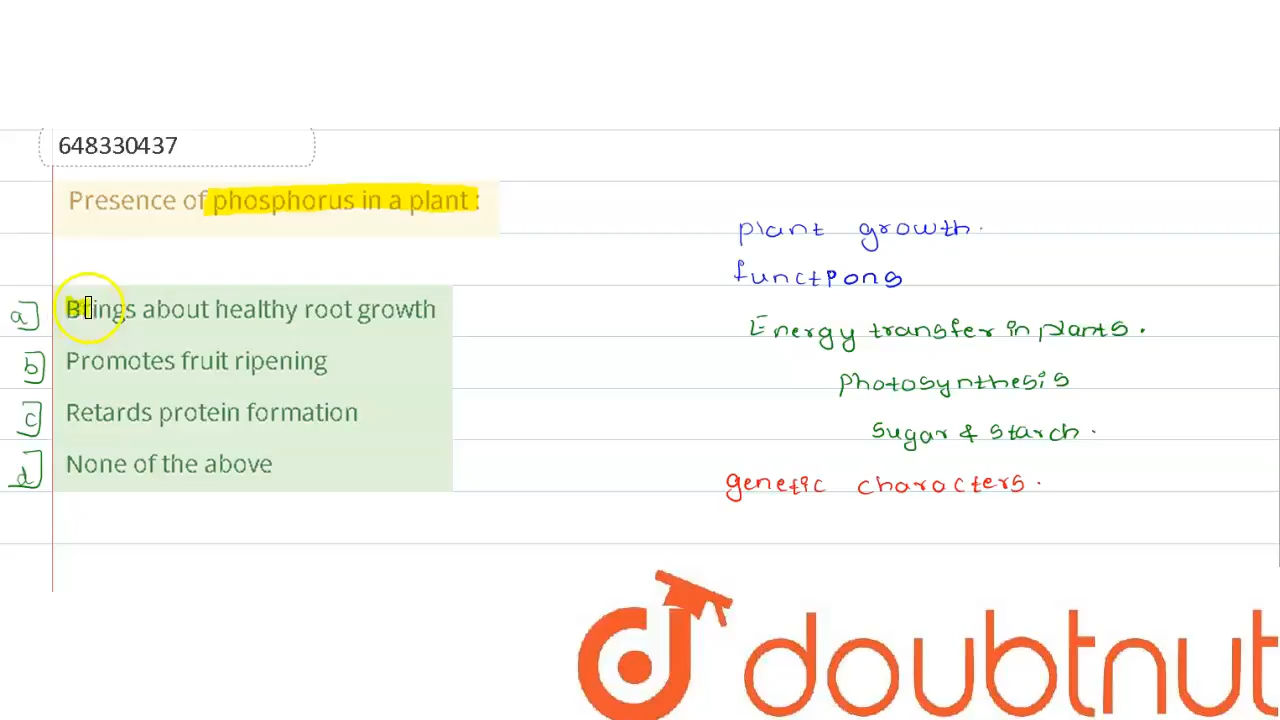 648330437
Presence of phosphorus in a plant :
plant growth.
functions
a) Brings about healthy root growth
Energy transfer in plants.
b) Promotes fruit ripening
Photosynthesis
c) Retards protein formation
Sugar & starch.
d) None of the above
genetic characters.
doubtnut